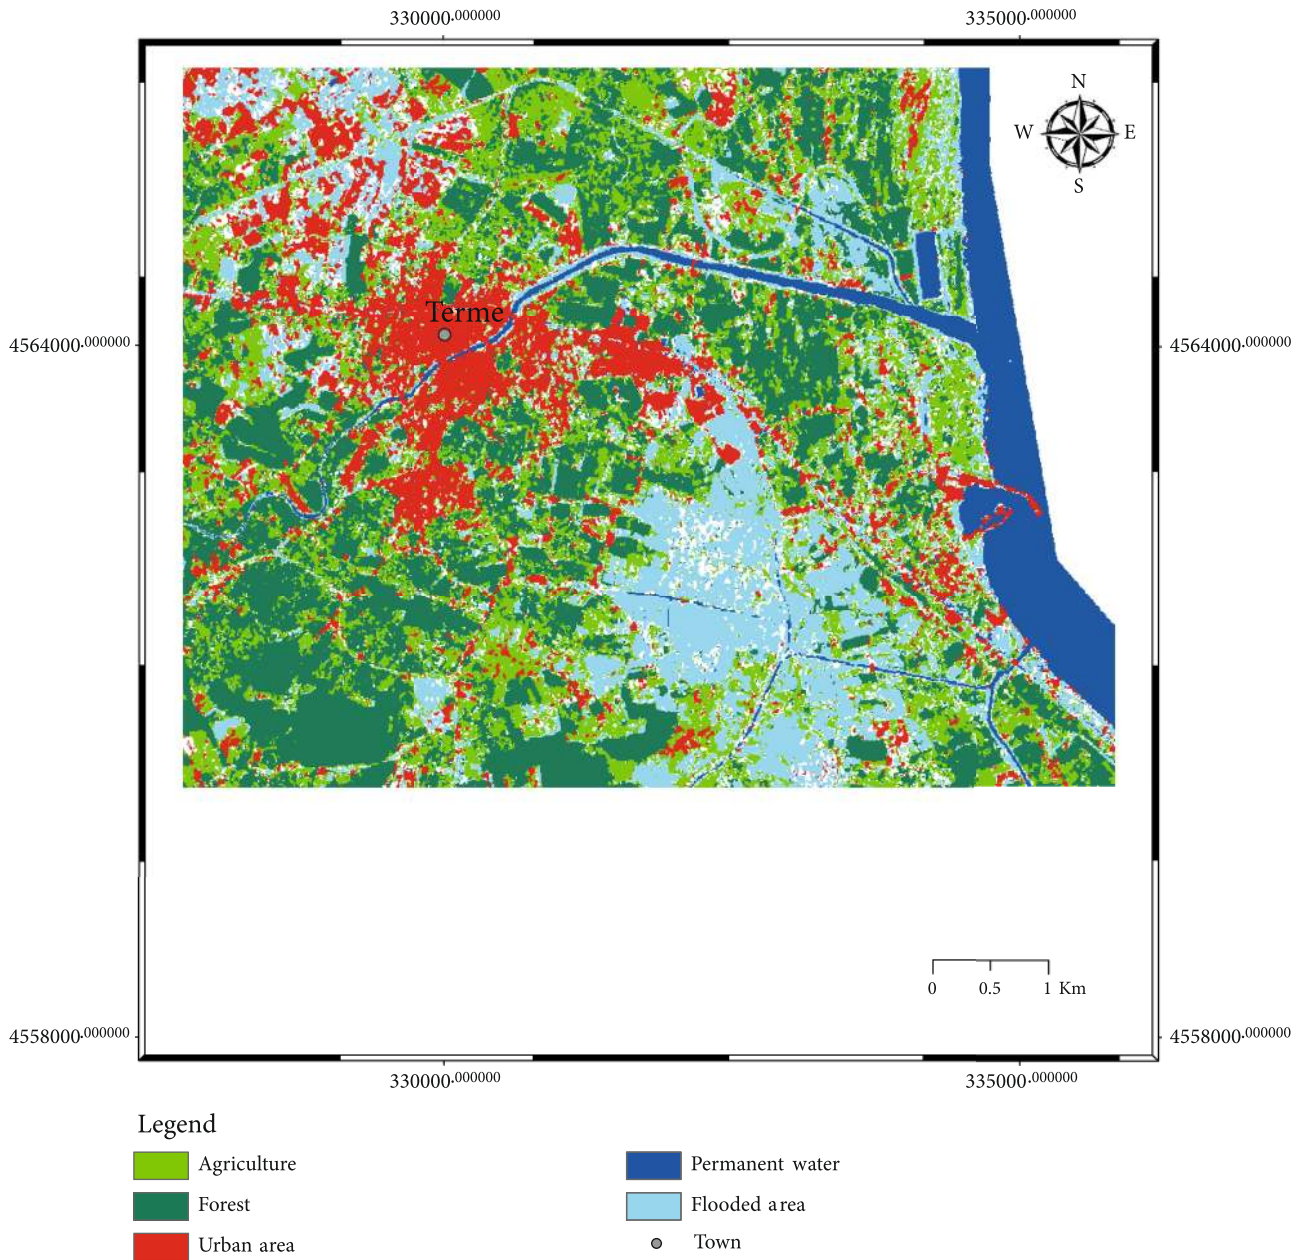 330000.000000 335000.000000
N
W E
S
Terme
4564000.000000 4564000.000000
0 0.5 1 Km
4558000.000000 4558000.000000
330000.000000 335000.000000
Legend
Agriculture Permanent water
Forest Flooded area
Urban area Town